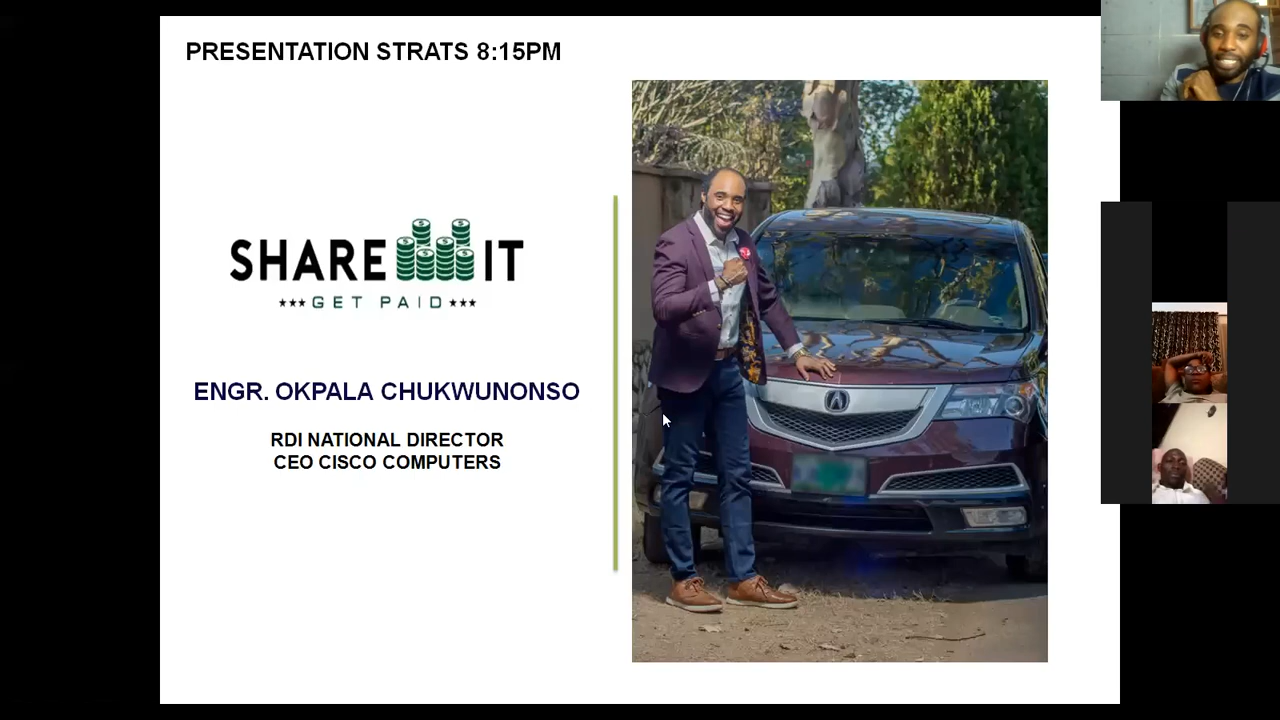 PRESENTATION STRATS 8:15PM
SHARE IT
GET PAID
ENGR. OKPALA CHUKWUNONSO
RDI NATIONAL DIRECTOR
CEO CISCO COMPUTERS